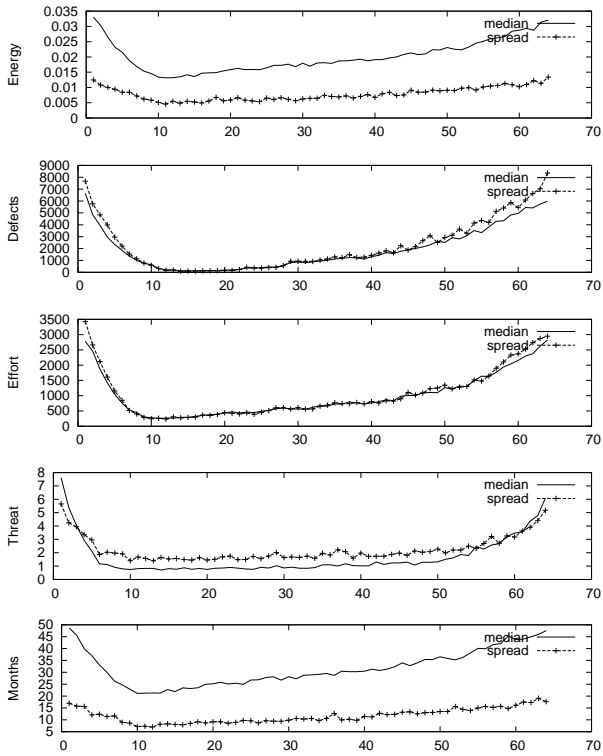 Energy
0.035
0.03
0.025
0.02
0.015
0.01
0.005
0
median
spread
0 10 20 30 40 50 60 70
Defects
9000
8000
7000
6000
5000
4000
3000
2000
1000
0
median
spread
0 10 20 30 40 50 60 70
Effort
3500
3000
2500
2000
1500
1000
500
0
median
spread
0 10 20 30 40 50 60 70
Threat
8
7
6
5
4
3
2
1
0
median
spread
0 10 20 30 40 50 60 70
Months
50
45
40
35
30
25
20
15
10
5
median
spread
0 10 20 30 40 50 60 70